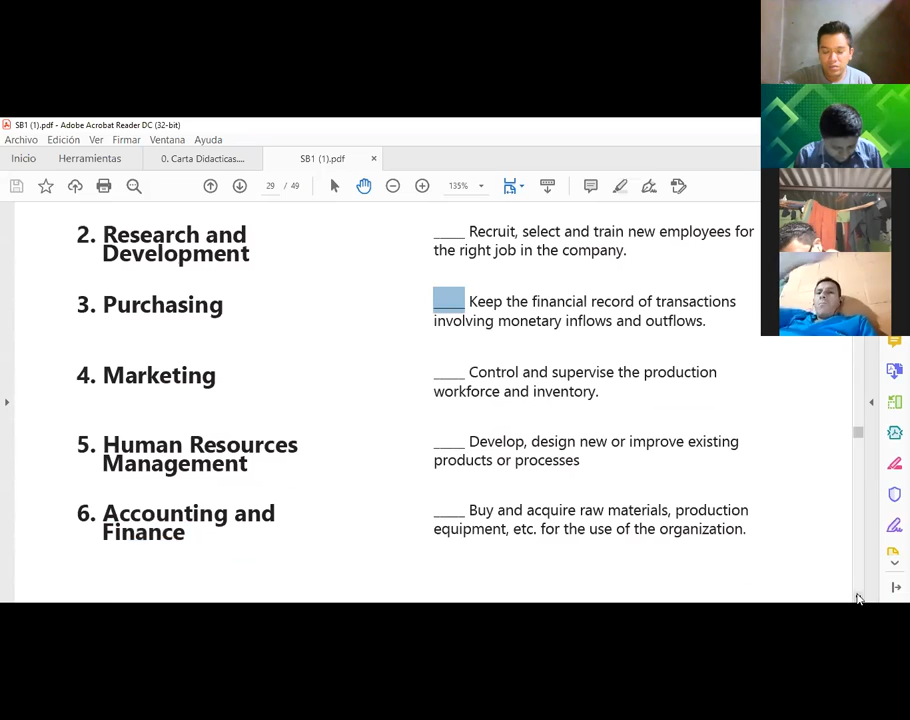 SB1 (1).pdf - Adobe Acrobat Reader DC (32-bit)
Archivo Edición Ver Firmar Ventana Ayuda
Inicio Herramientas 0. Carta Didacticas.... SB1 (1).pdf ×
29 / 49 135%
2. Research and
Development
____ Recruit, select and train new employees for
the right job in the company.
3. Purchasing
____ Keep the financial record of transactions
involving monetary inflows and outflows.
4. Marketing
____ Control and supervise the production
workforce and inventory.
5. Human Resources
Management
____ Develop, design new or improve existing
products or processes
6. Accounting and
Finance
____ Buy and acquire raw materials, production
equipment, etc. for the use of the organization.